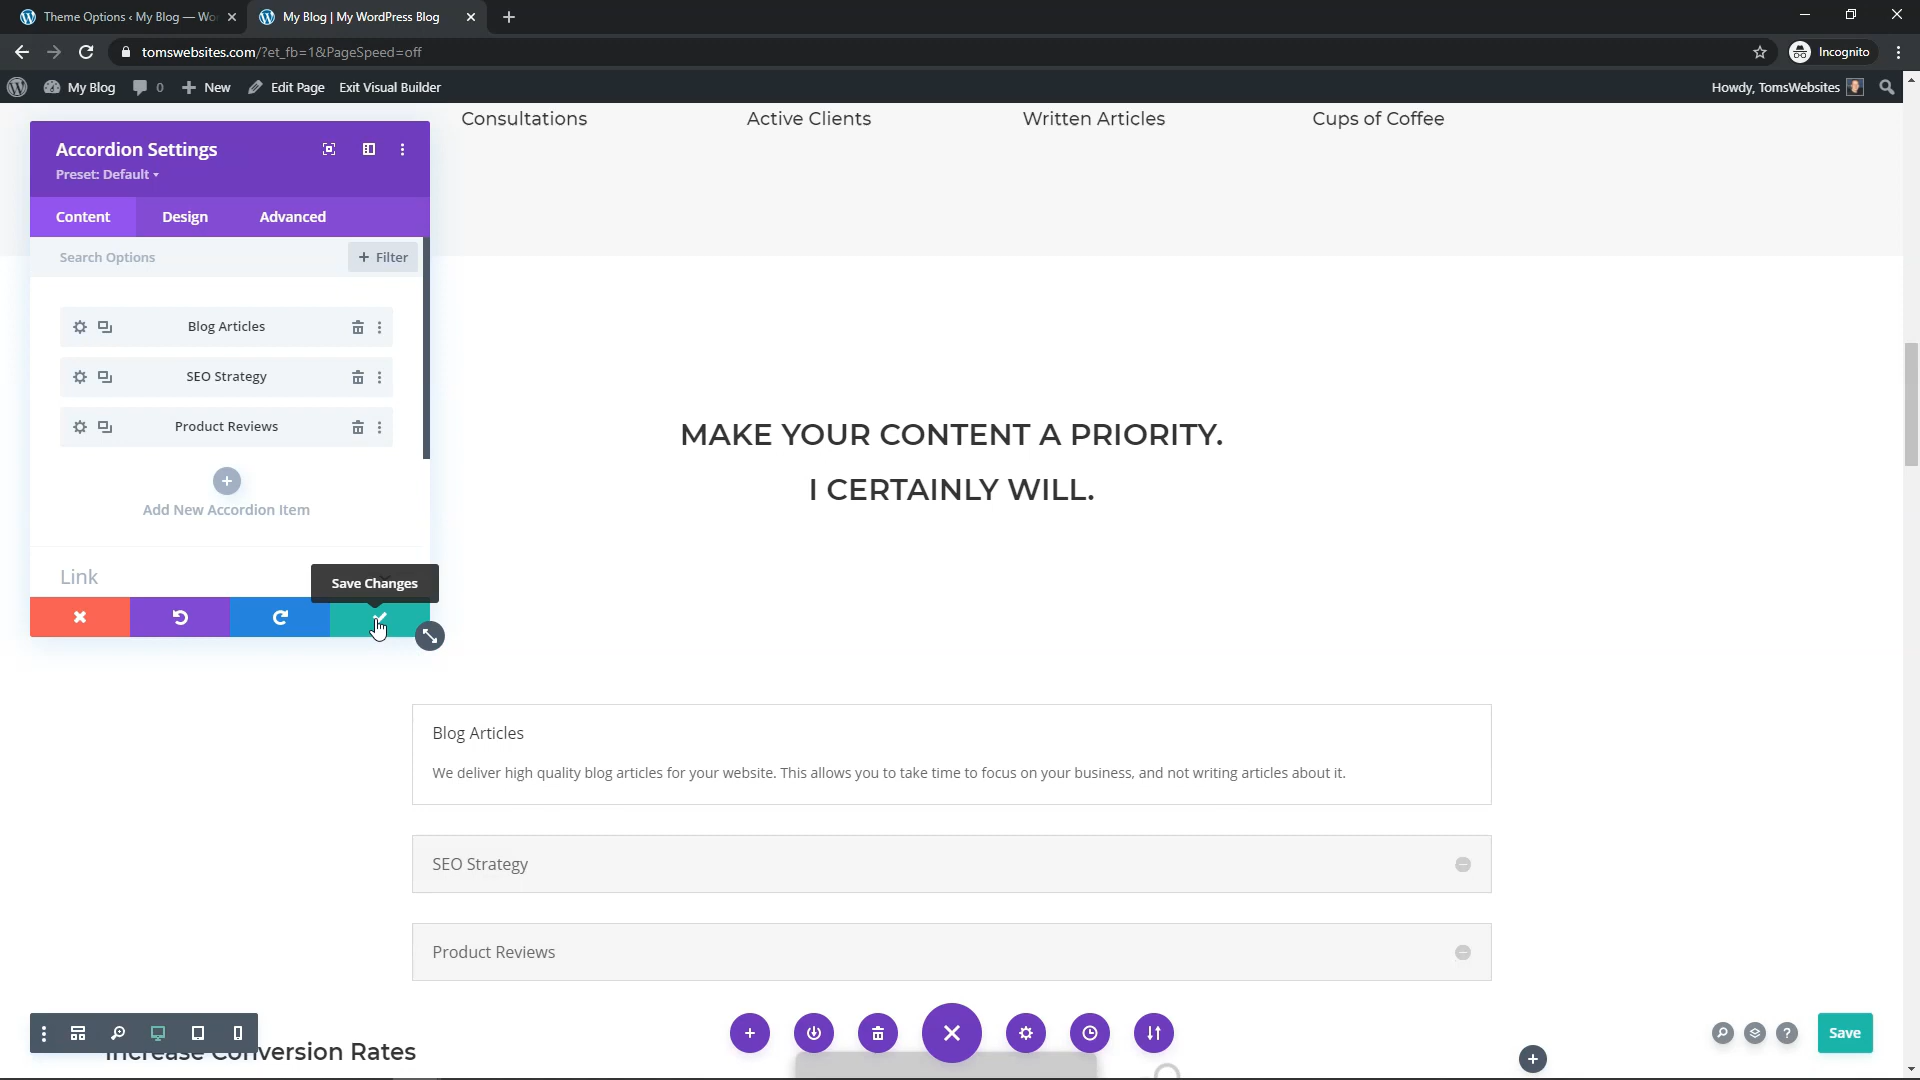 Theme Options ‹ My Blog — Wo
My Blog | My WordPress Blog
tomswebsites.com/?et_fb=1&PageSpeed=off
Incognito
My Blog
0
New
Edit Page
Exit Visual Builder
Howdy, TomsWebsites
Consultations
Active Clients
Written Articles
Cups of Coffee
Accordion Settings
Preset: Default
Content
Design
Advanced
Search Options
+ Filter
Blog Articles
SEO Strategy
Product Reviews
Add New Accordion Item
Link
Save Changes
MAKE YOUR CONTENT A PRIORITY.
I CERTAINLY WILL.
Blog Articles
We deliver high quality blog articles for your website. This allows you to take time to focus on your business, and not writing articles about it.
SEO Strategy
Product Reviews
Increase Conversion Rates
Save